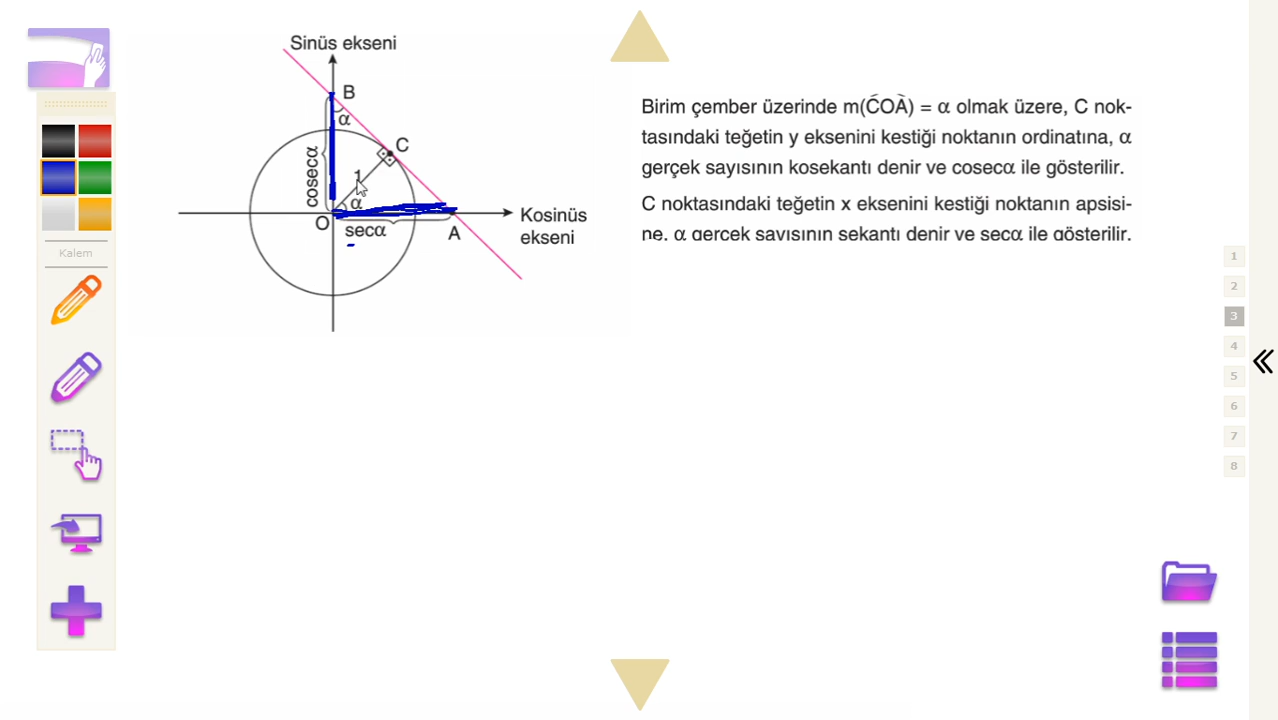 Sinüs ekseni
B
α
C
cosecα
1
α
O
secα
A
Kosinüs
ekseni
Birim çember üzerinde m(COA) = α olmak üzere, C nok-
tasındaki teğetin y eksenini kestiği noktanın ordinatına, α
gerçek sayısının kosekantı denir ve cosecα ile gösterilir.
C noktasındaki teğetin x eksenini kestiği noktanın apsisi-
ne, α gerçek sayısının sekantı denir ve secα ile gösterilir.
Kalem
1
2
3
4
5
6
7
8